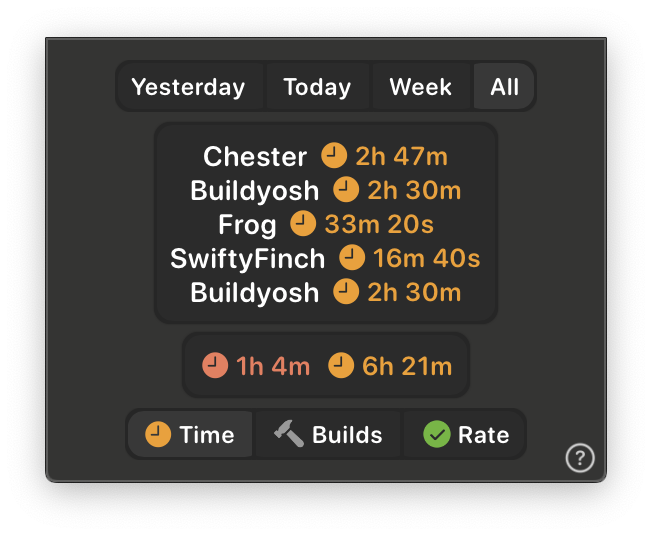 Yesterday Today Week All
Chester 2h 47m
Buildyosh 2h 30m
Frog 33m 20s
SwiftyFinch 16m 40s
Buildyosh 2h 30m
1h 4m 6h 21m
Time Builds Rate
?